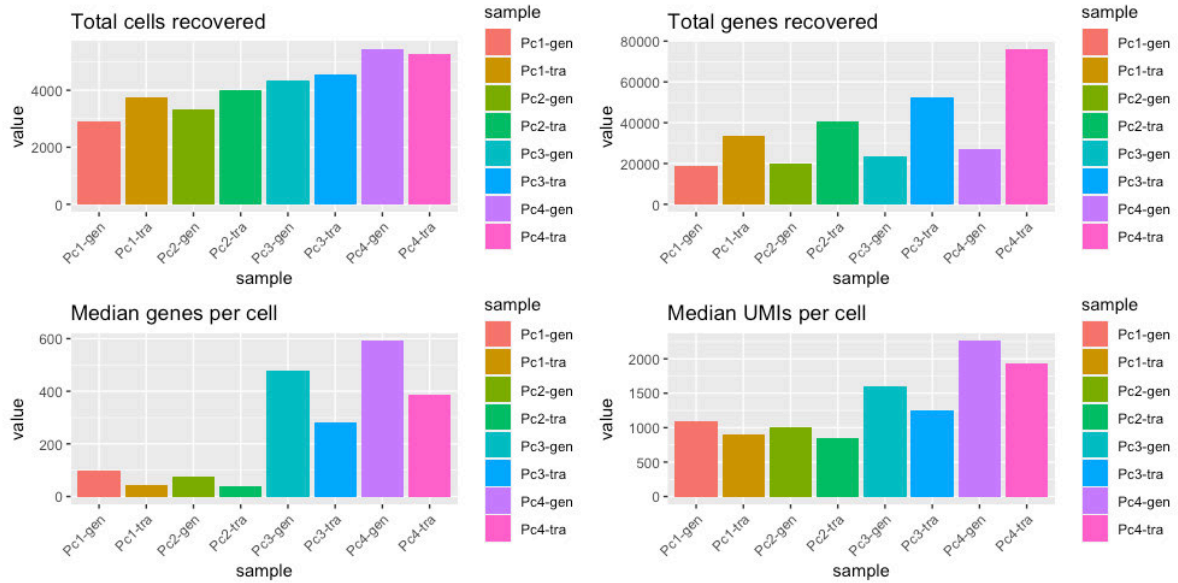 Total cells recovered
4000
2000
0
value
Pc1-gen
Pc1-tra
Pc2-gen
Pc2-tra
Pc3-gen
Pc3-tra
Pc4-gen
Pc4-tra
sample
sample
Pc1-gen
Pc1-tra
Pc2-gen
Pc2-tra
Pc3-gen
Pc3-tra
Pc4-gen
Pc4-tra
Total genes recovered
80000
60000
40000
20000
0
value
Pc1-gen
Pc1-tra
Pc2-gen
Pc2-tra
Pc3-gen
Pc3-tra
Pc4-gen
Pc4-tra
sample
sample
Pc1-gen
Pc1-tra
Pc2-gen
Pc2-tra
Pc3-gen
Pc3-tra
Pc4-gen
Pc4-tra
Median genes per cell
600
400
200
0
value
Pc1-gen
Pc1-tra
Pc2-gen
Pc2-tra
Pc3-gen
Pc3-tra
Pc4-gen
Pc4-tra
sample
sample
Pc1-gen
Pc1-tra
Pc2-gen
Pc2-tra
Pc3-gen
Pc3-tra
Pc4-gen
Pc4-tra
Median UMIs per cell
2000
1500
1000
500
0
value
Pc1-gen
Pc1-tra
Pc2-gen
Pc2-tra
Pc3-gen
Pc3-tra
Pc4-gen
Pc4-tra
sample
sample
Pc1-gen
Pc1-tra
Pc2-gen
Pc2-tra
Pc3-gen
Pc3-tra
Pc4-gen
Pc4-tra